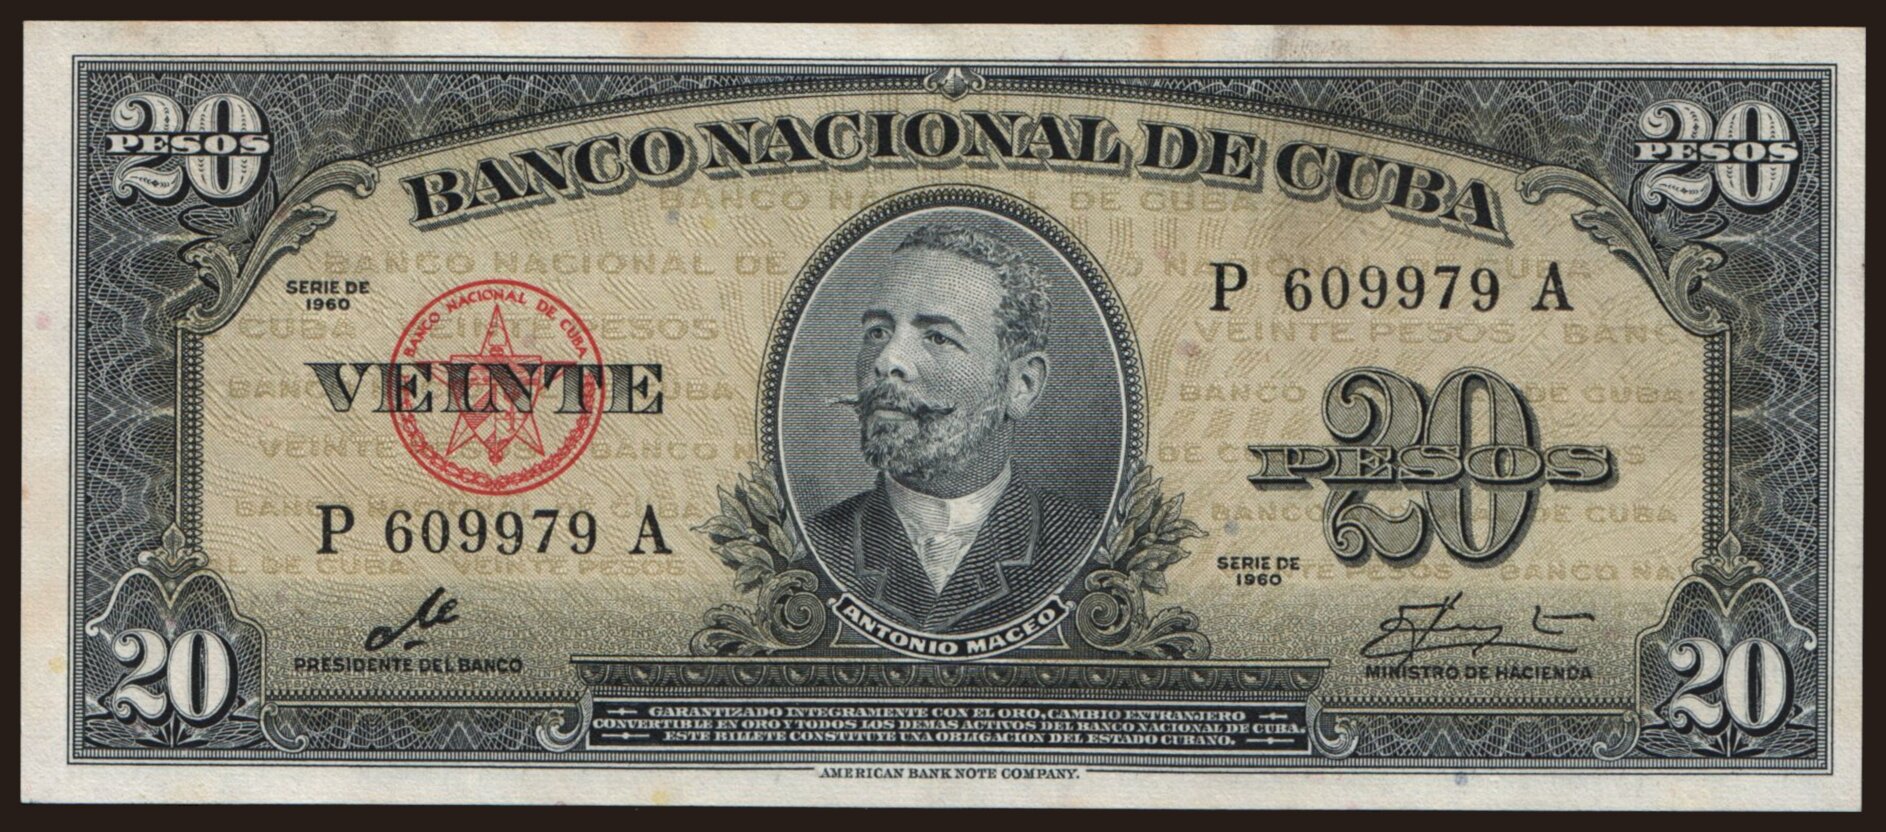 20 PESOS
20 PESOS
BANCO NACIONAL DE CUBA
SERIE DE
1960
BANCO NACIONAL DE CUBA
P 609979 A
VEINTE
20
PESOS
P 609979 A
SERIE DE
1960
Che
PRESIDENTE DEL BANCO
ANTONIO MACEO
MINISTRO DE HACIENDA
20
20
GARANTIZADO INTEGRAMENTE CON EL ORO, CAMBIO EXTRANJERO
CONVERTIBLE EN ORO Y TODOS LOS DEMAS ACTIVOS DEL BANCO NACIONAL DE CUBA.
ESTE BILLETE CONSTITUYE UNA OBLIGACION DEL ESTADO CUBANO.
AMERICAN BANK NOTE COMPANY.